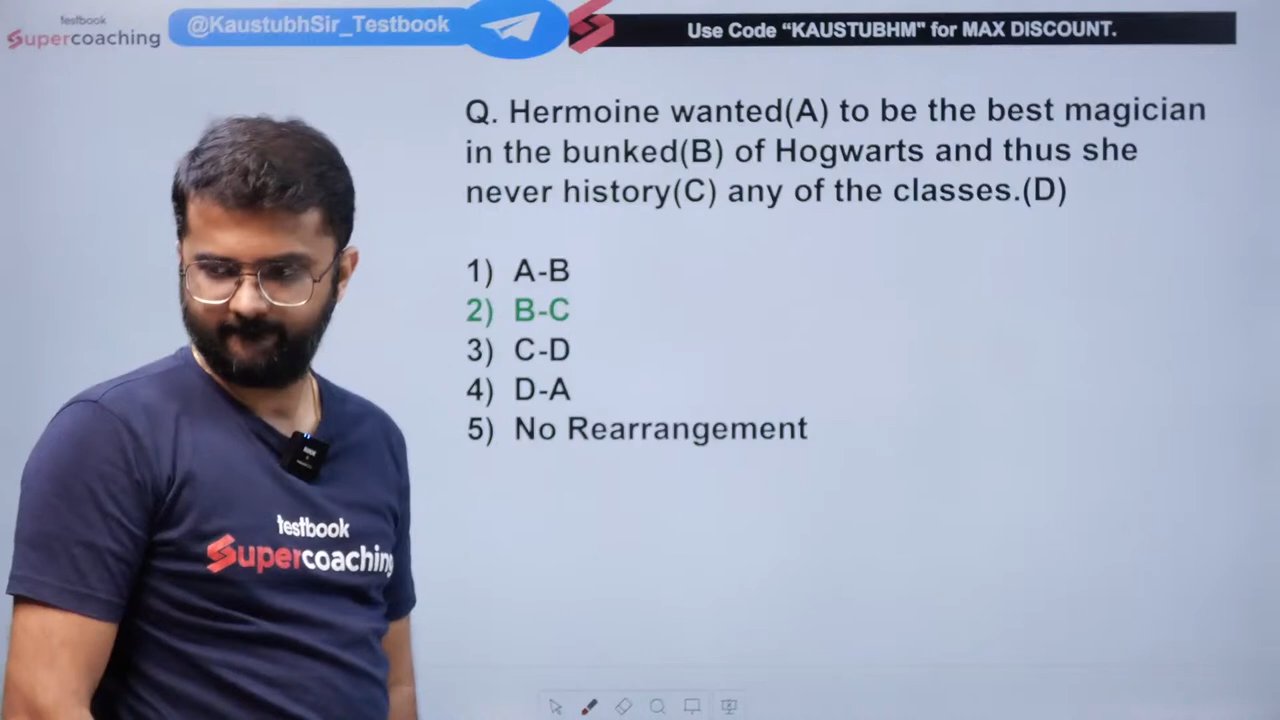 testbook
Supercoaching
@KaustubhSir_Testbook
Use Code “KAUSTUBHM" for MAX DISCOUNT.
Q. Hermoine wanted(A) to be the best magician
in the bunked(B) of Hogwarts and thus she
never history(C) any of the classes.(D)
1) A-B
2) B-C
3) C-D
4) D-A
5) No Rearrangement
testbook
Supercoaching